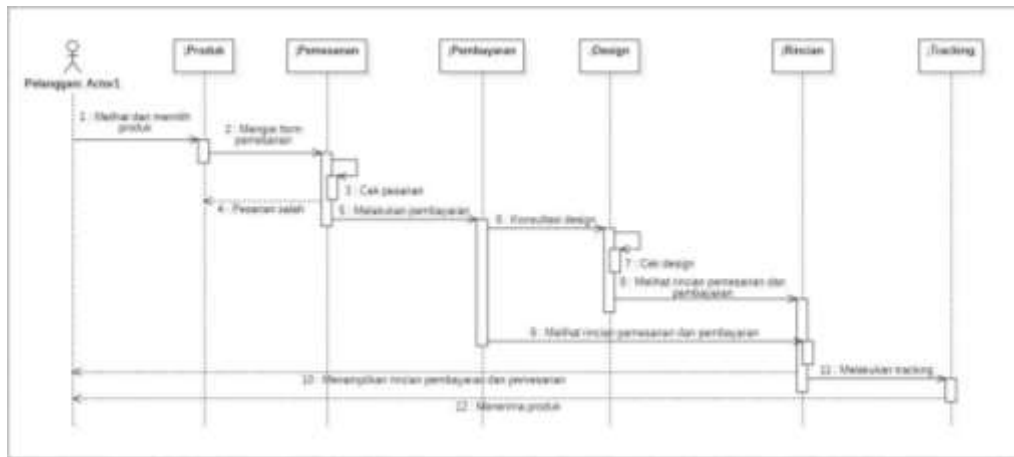 :Produk
:Pemesanan
:Pembayaran
:Design
:Rincian
:Tracking
Pelanggan: Actor1
1 : Melihat dan memilih
produk
2 : Mengisi form
pemesanan
3 : Cek pesanan
4 : Pesanan salah
5 : Melakukan pembayaran
6 : Konsultasi design
7 : Cek design
8 : Melihat rincian pemesanan dan
pembayaran
9 : Melihat rincian pemesanan dan pembayaran
10 : Menampilkan rincian pembayaran dan pemesanan
11 : Melakukan tracking
12 : Menerima produk